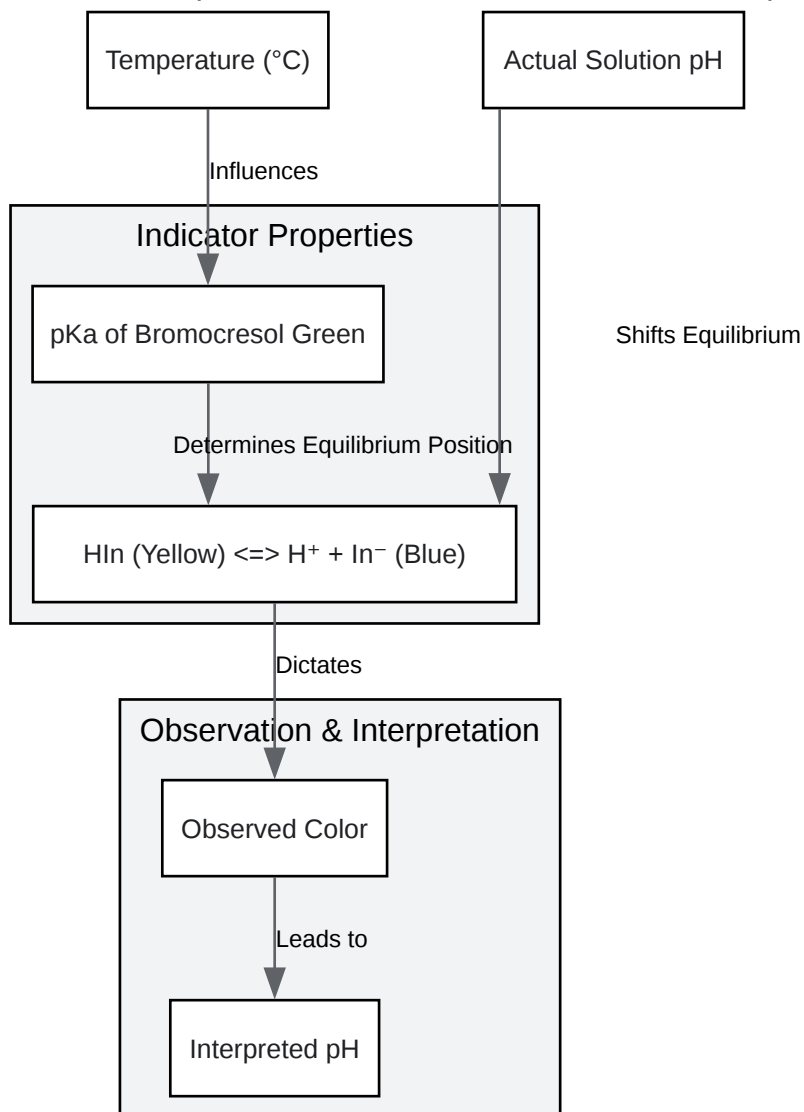 Temperature (°C)
Actual Solution pH
Influences
Indicator Properties
pKa of Bromocresol Green
Shifts Equilibrium
Determines Equilibrium Position
HIn (Yellow) <=> H⁺ + In⁻ (Blue)
Dictates
Observation & Interpretation
Observed Color
Leads to
Interpreted pH